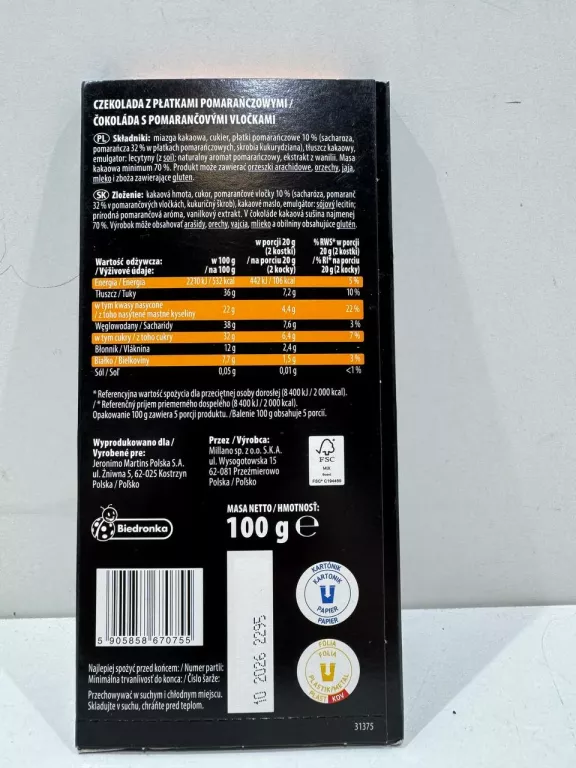 CZEKOLADA Z PŁATKAMI POMARAŃCZOWYMI /
ČOKOLÁDA S POMARANČOVÝMI VLOČKAMI
PL Składniki: miazga kakaowa, cukier, płatki pomarańczowe 10 % (sacharoza,
pomarańcza 32 % w płatkach pomarańczowych, skrobia kukurydziana), tłuszcz kakaowy,
emulgator: lecytyny (z soi); naturalny aromat pomarańczowy, ekstrakt z wanilii. Masa
kakaowa minimum 70 %. Produkt może zawierać orzeszki arachidowe, orzechy, jaja,
mleko i zboża zawierające gluten.
SK Zloženie: kakaová hmota, cukor, pomarančové vločky 10 % (sacharóza, pomaranč
32 % v pomarančových vločkách, kukuričný škrob), kakaové maslo, emulgátor: sójový lecitín;
prírodná pomarančová aróma, vanilkový extrakt. V čokoláde kakaová sušina najmenej
70 %. Výrobok môže obsahovať arašidy, orechy, vajcia, mlieko a obilniny obsahujúce glutén.
Wartość odżywcza: / Výživové údaje:
w 100 g / na 100 g
w porcji 20 g (2 kostki) / na porciu 20 g (2 kocky)
% RWS* w porcji 20 g (2 kostki) / % RI* na porciu 20 g (2 kocky)
Energia / Energia 2210 kJ / 532 kcal 442 kJ / 106 kcal 5 %
Tłuszcz / Tuky 36 g 7,2 g 10 %
w tym kwasy nasycone / z toho nasýtené mastné kyseliny 22 g 4,4 g 22 %
Węglowodany / Sacharidy 38 g 7,6 g 3 %
w tym cukry / z toho cukry 32 g 6,4 g 7 %
Błonnik / Vláknina 12 g 2,4 g -
Białko / Bielkoviny 7,7 g 1,5 g 3 %
Sól / Soľ 0,05 g 0,01 g <1 %
* Referencyjna wartość spożycia dla przeciętnej osoby dorosłej (8 400 kJ / 2 000 kcal).
/ * Referenčný príjem priemerného dospelého (8 400 kJ / 2 000 kcal).
Opakowanie 100 g zawiera 5 porcji produktu. /Balenie 100 g obsahuje 5 porcií.
Wyprodukowano dla /
Vyrobené pre:
Jeronimo Martins Polska S.A.
ul. Żniwna 5, 62-025 Kostrzyn
Polska / Poľsko
Przez / Výrobca:
Millano sp. z o.o. S.K.A.
ul. Wysogotowska 15
62-081 Przeźmierowo
Polska / Poľsko
FSC
MIX
Board
FSC® C194499
Biedronka
MASA NETTO / HMOTNOSŤ:
100 g ℮
5 905858 670755
10 2026 2295
KARTÓNIK
KARTONIK
PAPIER
PAPIER
FÓLIA
FOLIA
PLASTIK/METAL
PLAST KOV
Najlepiej spożyć przed końcem: / Numer partii:
Minimálna trvanlivosť do konca: / Číslo šarže:
Przechowywać w suchym i chłodnym miejscu.
Skladujte v suchu, chráňte pred teplom.
31375